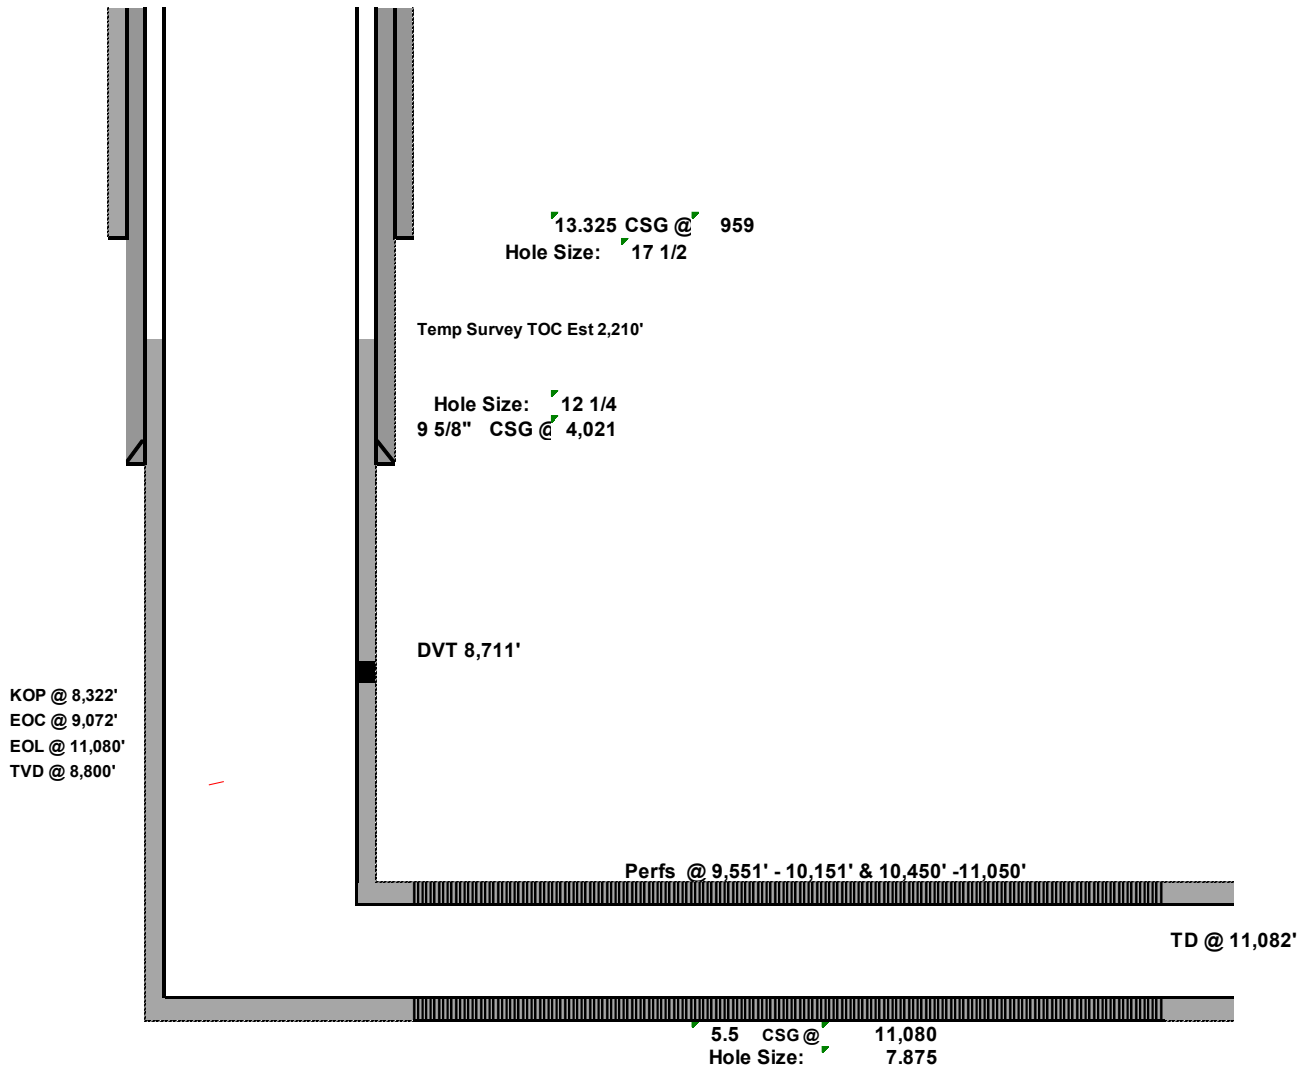 13.325 CSG @ 959
Hole Size: 17 1/2
Temp Survey TOC Est 2,210'
Hole Size: 12 1/4
9 5/8" CSG @ 4,021
DVT 8,711'
KOP @ 8,322'
EOC @ 9,072'
EOL @ 11,080'
TVD @ 8,800'
Perfs @ 9,551' - 10,151' & 10,450' -11,050'
TD @ 11,082'
5.5 CSG @ 11,080
Hole Size: 7.875